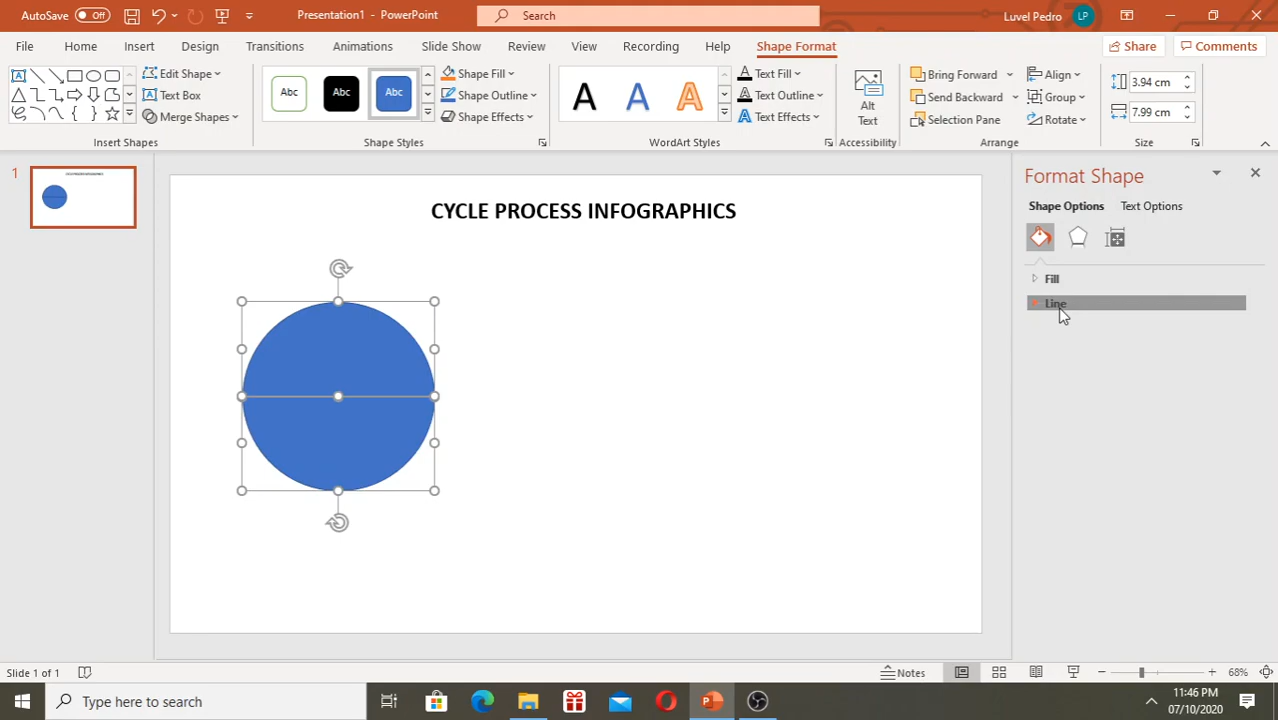 AutoSave Off Presentation1 - PowerPoint Search Luvel Pedro LP
File Home Insert Design Transitions Animations Slide Show Review View Recording Help Shape Format Share Comments
Edit Shape Text Box Merge Shapes
Insert Shapes
Abc Abc Abc
Shape Fill Shape Outline Shape Effects
Shape Styles
A A A
Text Fill Text Outline Text Effects
WordArt Styles
Alt Text
Accessibility
Bring Forward Send Backward Selection Pane Align Group Rotate
Arrange
3.94 cm
7.99 cm
Size
1
CYCLE PROCESS INFOGRAPHICS
Format Shape
Shape Options Text Options
Fill
Line
Slide 1 of 1 Notes 68%
Type here to search
11:46 PM
07/10/2020